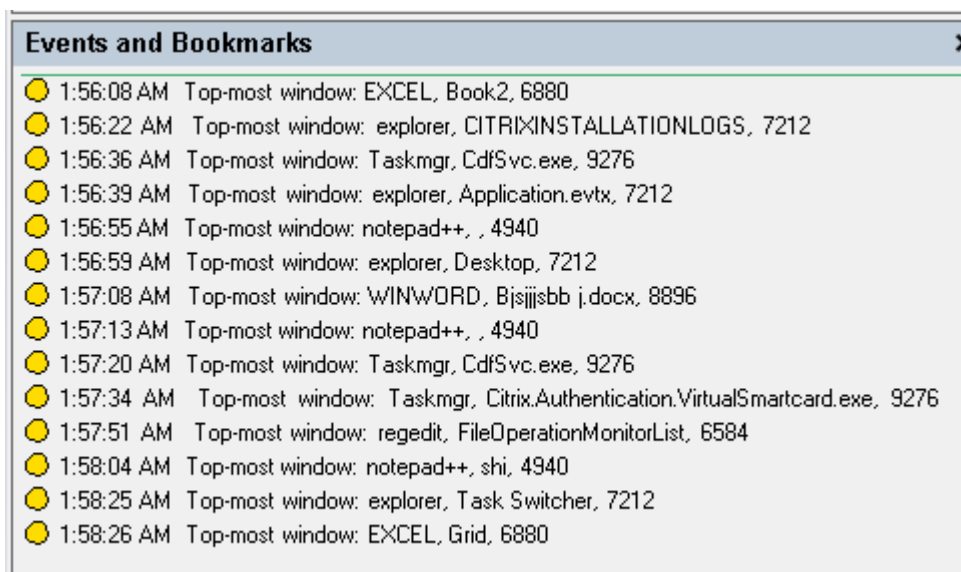 Events and Bookmarks
1:56:08 AM Top-most window: EXCEL, Book2, 6880
1:56:22 AM Top-most window: explorer, CITRIXINSTALLATIONLOGS, 7212
1:56:36 AM Top-most window: Taskmgr, CdfSvc.exe, 9276
1:56:39 AM Top-most window: explorer, Application.evtx, 7212
1:56:55 AM Top-most window: notepad++, , 4940
1:56:59 AM Top-most window: explorer, Desktop, 7212
1:57:08 AM Top-most window: WINWORD, Bjsjjjsbb j.docx, 8896
1:57:13 AM Top-most window: notepad++, , 4940
1:57:20 AM Top-most window: Taskmgr, CdfSvc.exe, 9276
1:57:34 AM Top-most window: Taskmgr, Citrix.Authentication.VirtualSmartcard.exe, 9276
1:57:51 AM Top-most window: regedit, FileOperationMonitorList, 6584
1:58:04 AM Top-most window: notepad++, shi, 4940
1:58:25 AM Top-most window: explorer, Task Switcher, 7212
1:58:26 AM Top-most window: EXCEL, Grid, 6880